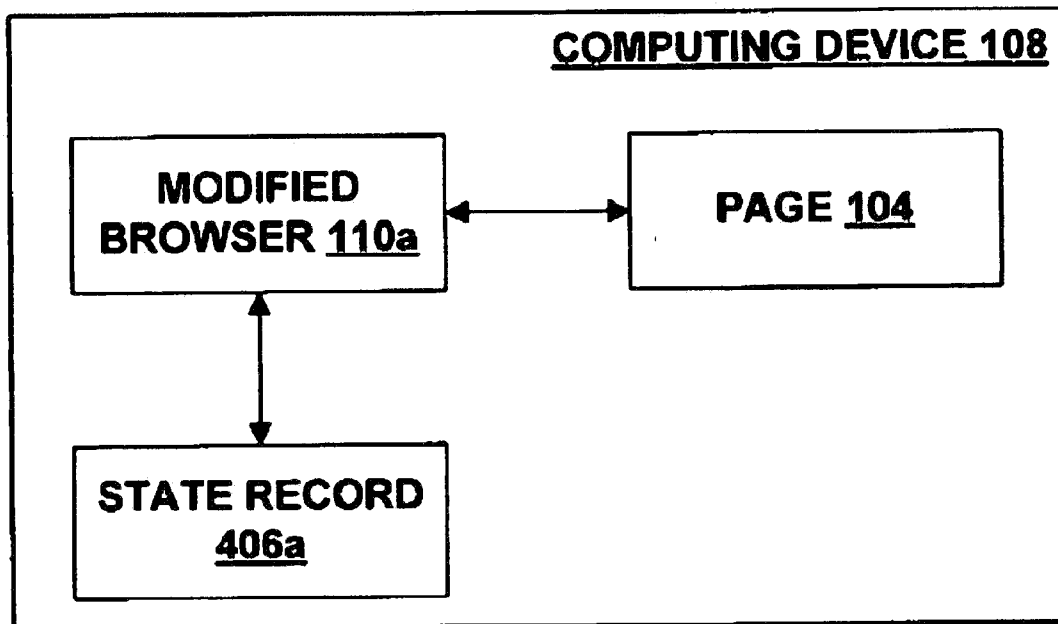 COMPUTING DEVICE 108
MODIFIED
BROWSER 110a
PAGE 104
STATE RECORD
406a